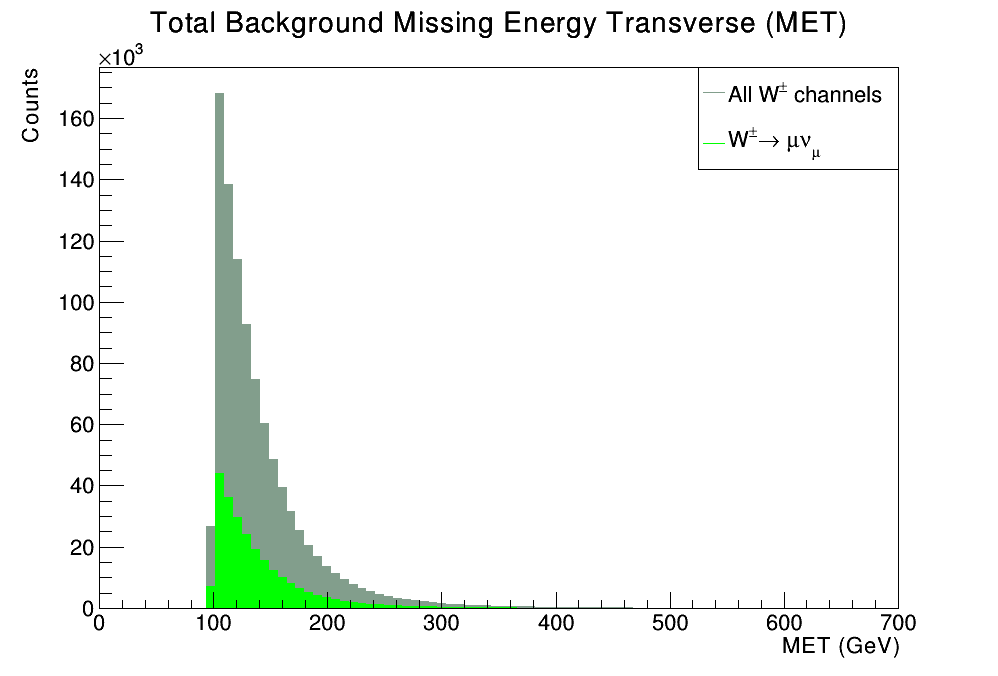 Total Background Missing Energy Transverse (MET)
×10³
Counts
All W± channels
W±→ μνμ
160
140
120
100
80
60
40
20
0
0 100 200 300 400 500 600 700
MET (GeV)